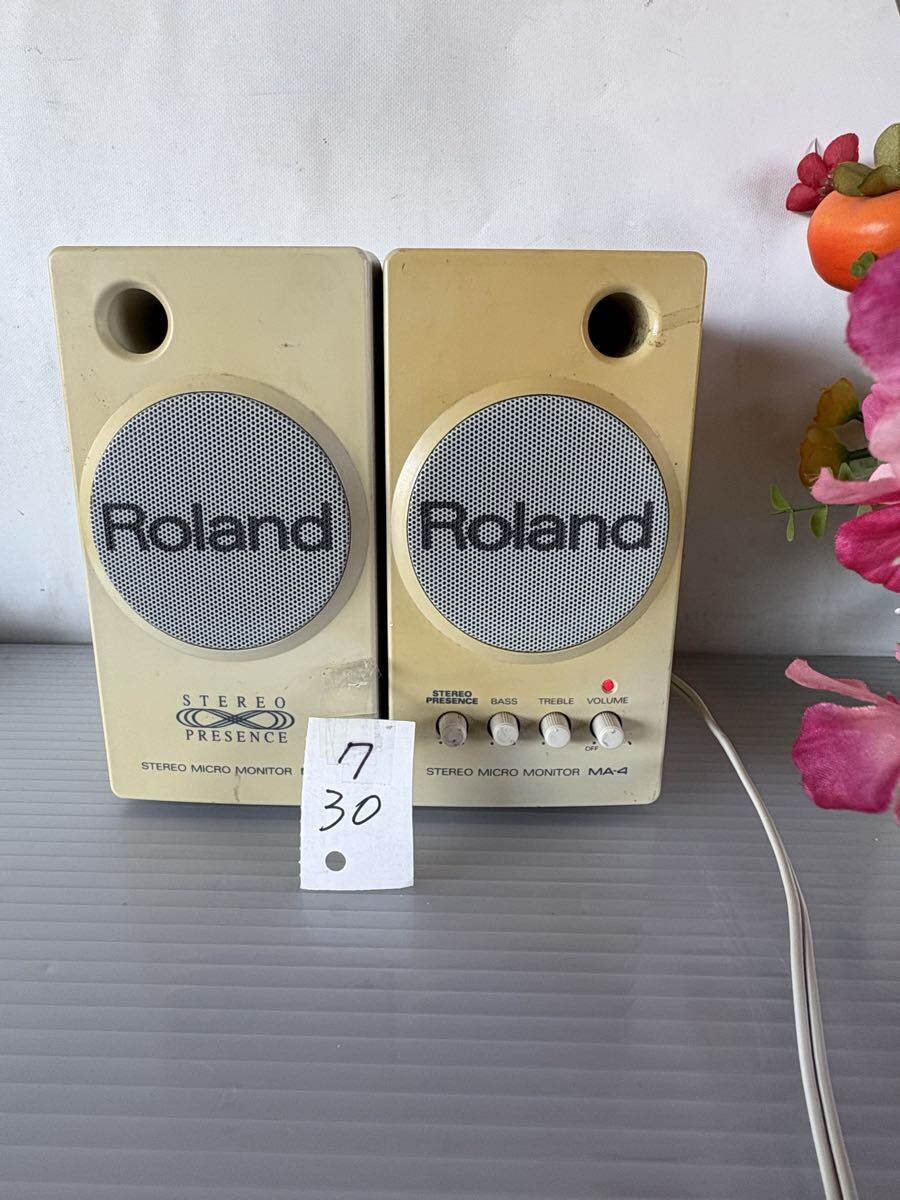 Roland
STEREO
PRESENCE
STEREO MICRO MONITOR
Roland
STEREO
PRESENCE BASS TREBLE VOLUME
OFF
STEREO MICRO MONITOR MA-4
7
30